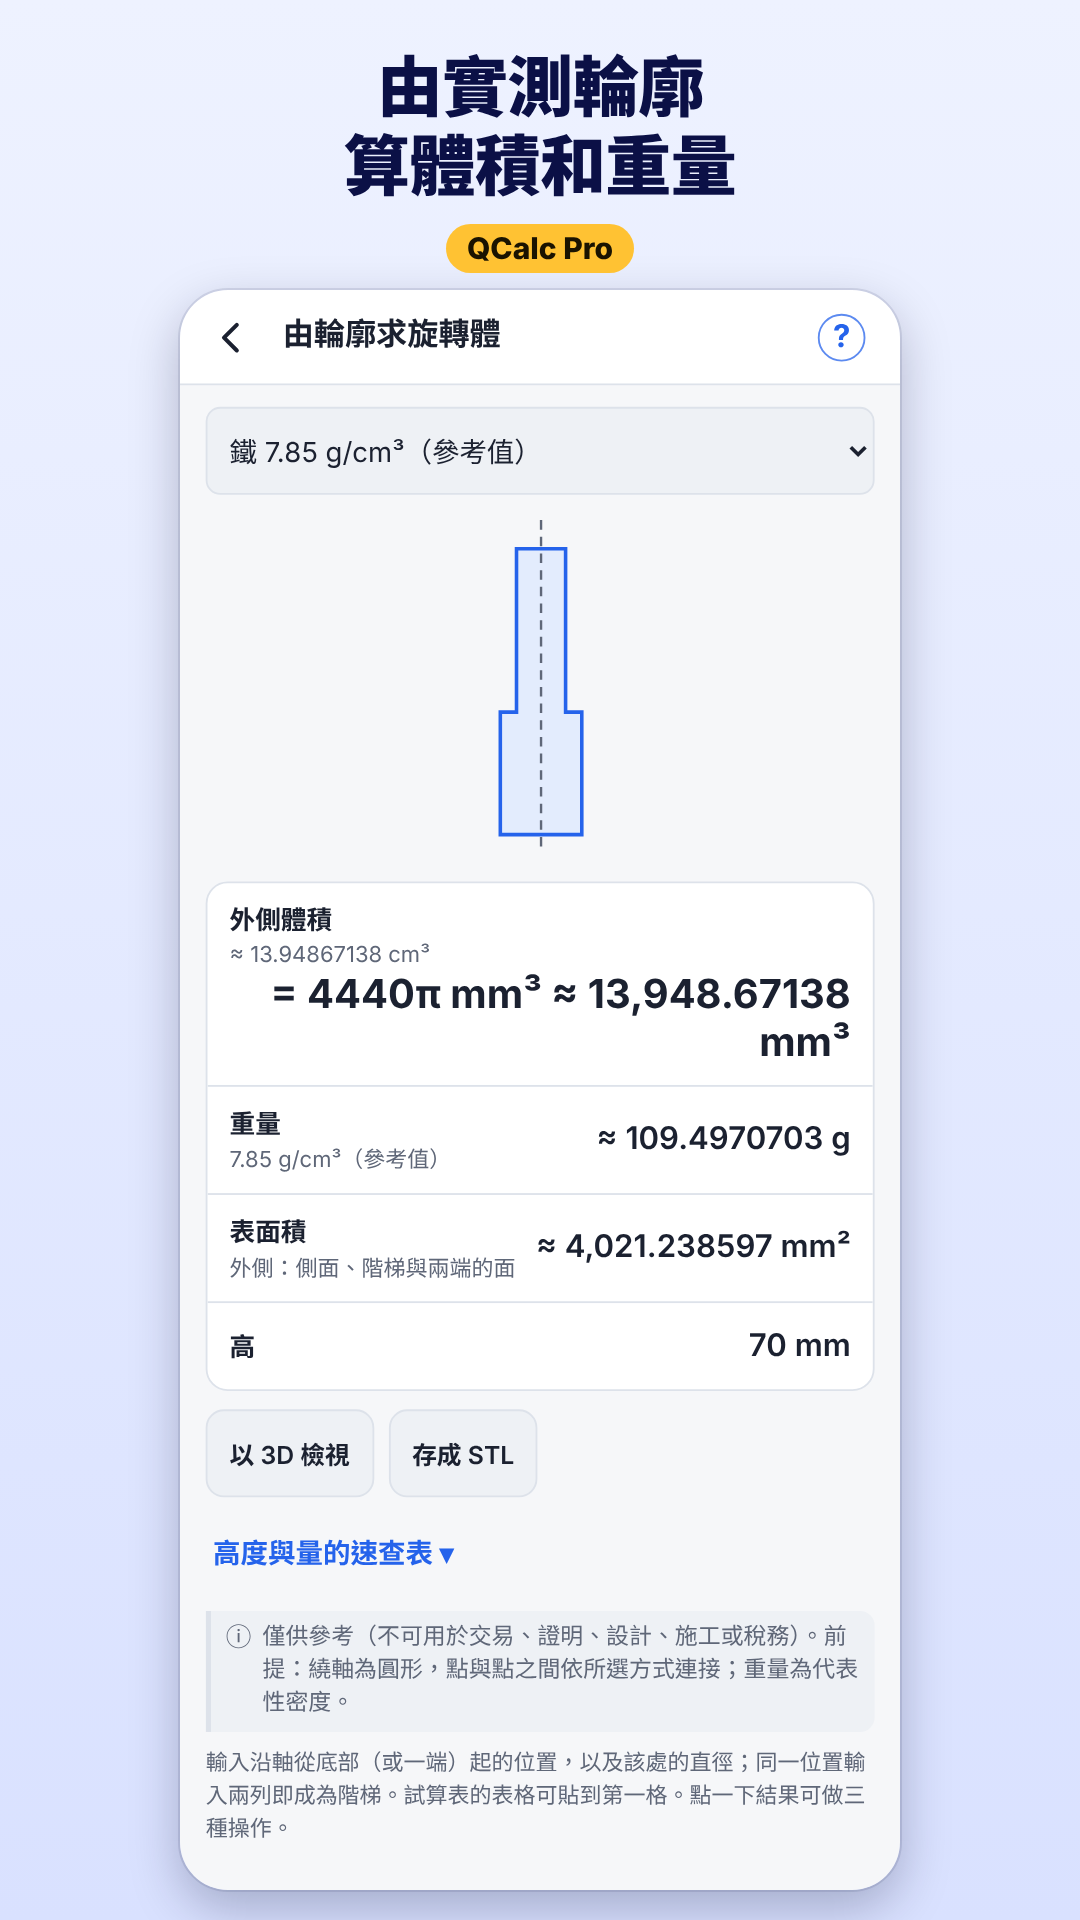 由實測輪廓
算體積和重量
QCalc Pro
由輪廓求旋轉體
?
鐵 7.85 g/cm³（參考值）
外側體積
≈ 13.94867138 cm³
= 4440π mm³ ≈ 13,948.67138
mm³
重量
≈ 109.4970703 g
7.85 g/cm³（參考值）
表面積
≈ 4,021.238597 mm²
外側：側面、階梯與兩端的面
高
70 mm
以 3D 檢視
存成 STL
高度與量的速查表 ▾
ⓘ 僅供參考（不可用於交易、證明、設計、施工或稅務）。前
提：繞軸為圓形，點與點之間依所選方式連接；重量為代表
性密度。
輸入沿軸從底部（或一端）起的位置，以及該處的直徑；同一位置輸
入兩列即成為階梯。試算表的表格可貼到第一格。點一下結果可做三
種操作。